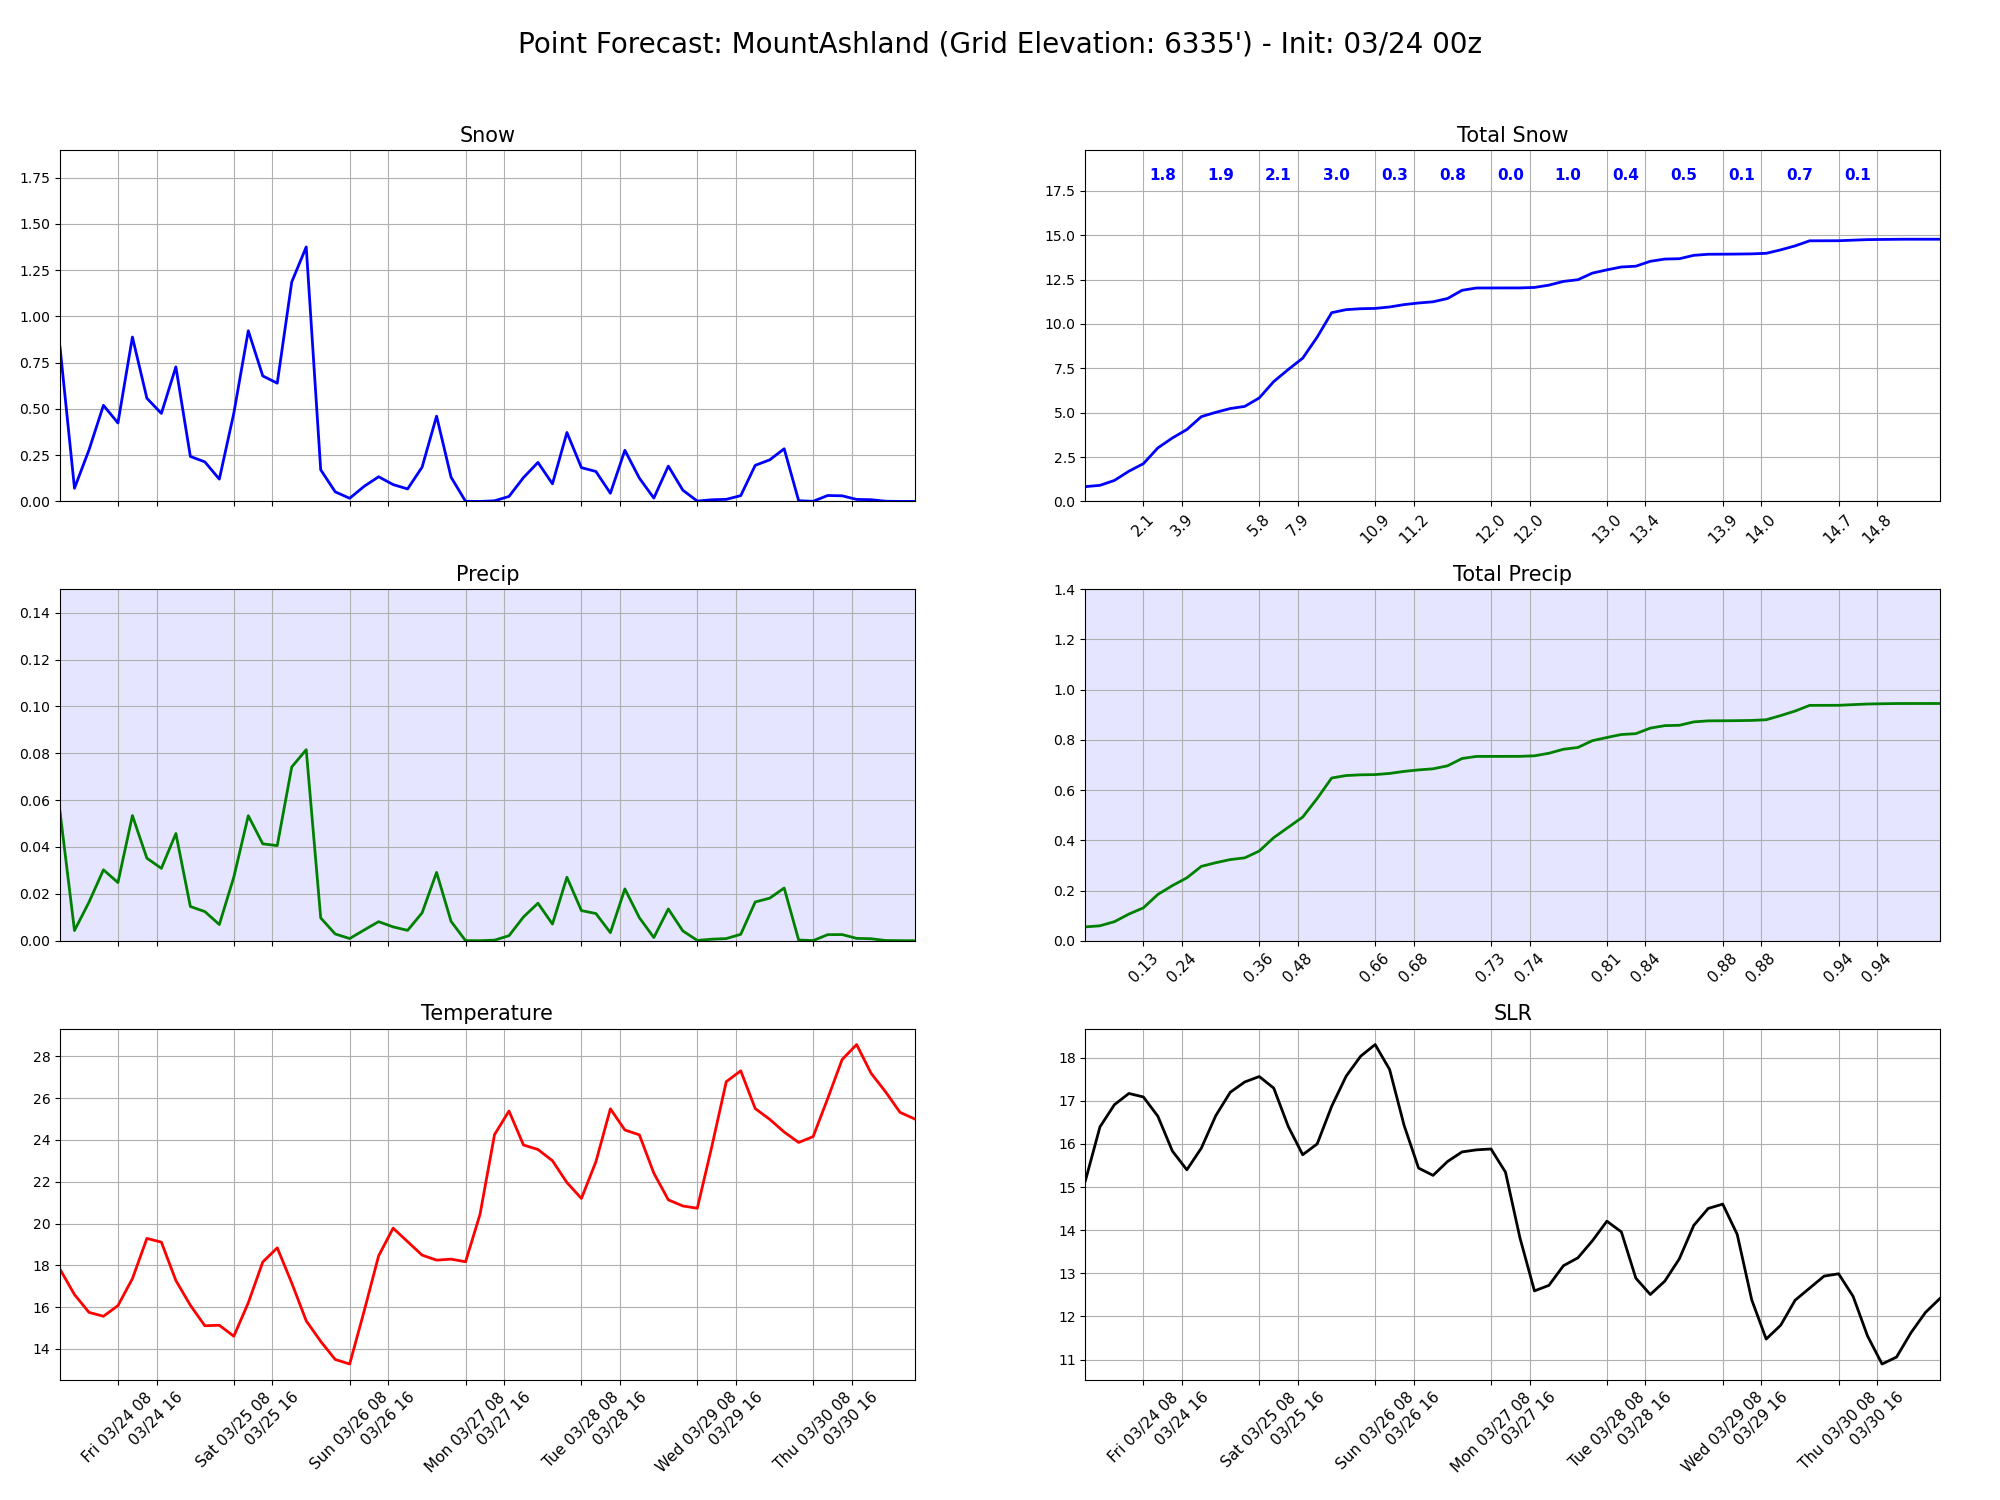 Point Forecast: MountAshland (Grid Elevation: 6335') - Init: 03/24 00z
Snow
1.75
1.50
1.25
1.00
0.75
0.50
0.25
0.00
Total Snow
1.8 1.9 2.1 3.0 0.3 0.8 0.0 1.0 0.4 0.5 0.1 0.7 0.1
17.5
15.0
12.5
10.0
7.5
5.0
2.5
0.0
2.1 3.9 5.8 7.9 10.9 11.2 12.0 12.0 13.0 13.4 13.9 14.0 14.7 14.8
Precip
0.14
0.12
0.10
0.08
0.06
0.04
0.02
0.00
Total Precip
1.4
1.2
1.0
0.8
0.6
0.4
0.2
0.0
0.13 0.24 0.36 0.48 0.66 0.68 0.73 0.74 0.81 0.84 0.88 0.88 0.94 0.94
Temperature
28
26
24
22
20
18
16
14
Fri 03/24 08
03/24 16
Sat 03/25 08
03/25 16
Sun 03/26 08
03/26 16
Mon 03/27 08
03/27 16
Tue 03/28 08
03/28 16
Wed 03/29 08
03/29 16
Thu 03/30 08
03/30 16
SLR
18
17
16
15
14
13
12
11
Fri 03/24 08
03/24 16
Sat 03/25 08
03/25 16
Sun 03/26 08
03/26 16
Mon 03/27 08
03/27 16
Tue 03/28 08
03/28 16
Wed 03/29 08
03/29 16
Thu 03/30 08
03/30 16